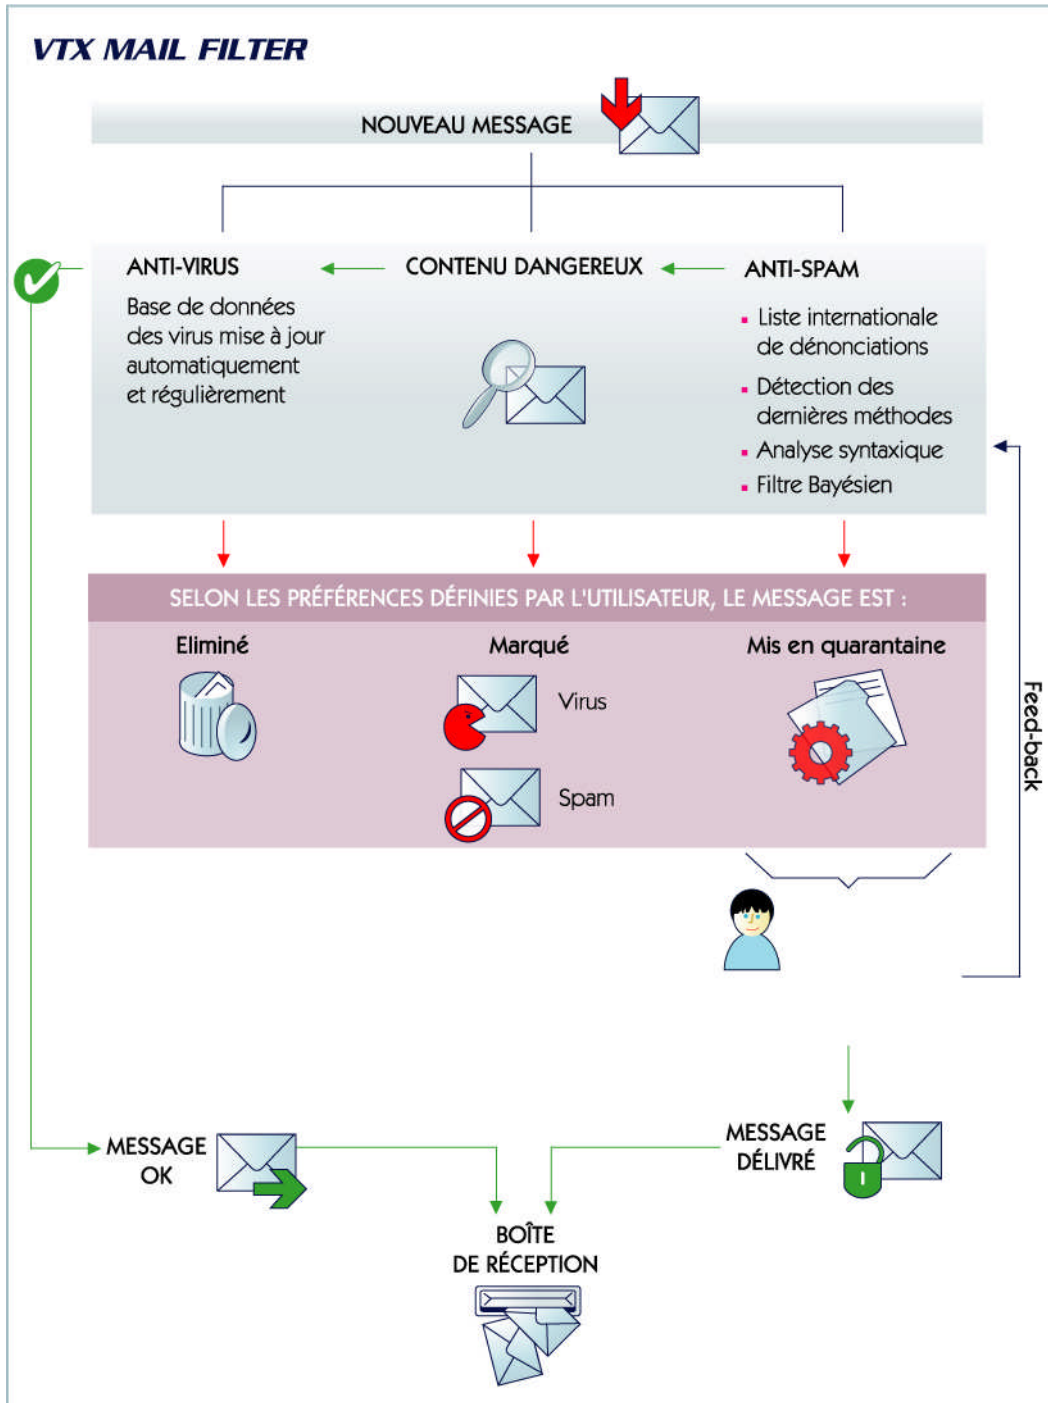 VTX MAIL FILTER
NOUVEAU MESSAGE
ANTI-VIRUS
Base de données
des virus mise à jour
automatiquement
et régulièrement
CONTENU DANGEREUX
ANTI-SPAM
Liste internationale
de dénonciations
Détection des
dernières méthodes
Analyse syntaxique
Filtre Bayésien
SELON LES PRÉFÉRENCES DÉFINIES PAR L'UTILISATEUR, LE MESSAGE EST :
Eliminé
Marqué
Virus
Spam
Mis en quarantaine
Feed-back
MESSAGE
OK
MESSAGE
DÉLIVRÉ
BOÎTE
DE RÉCEPTION